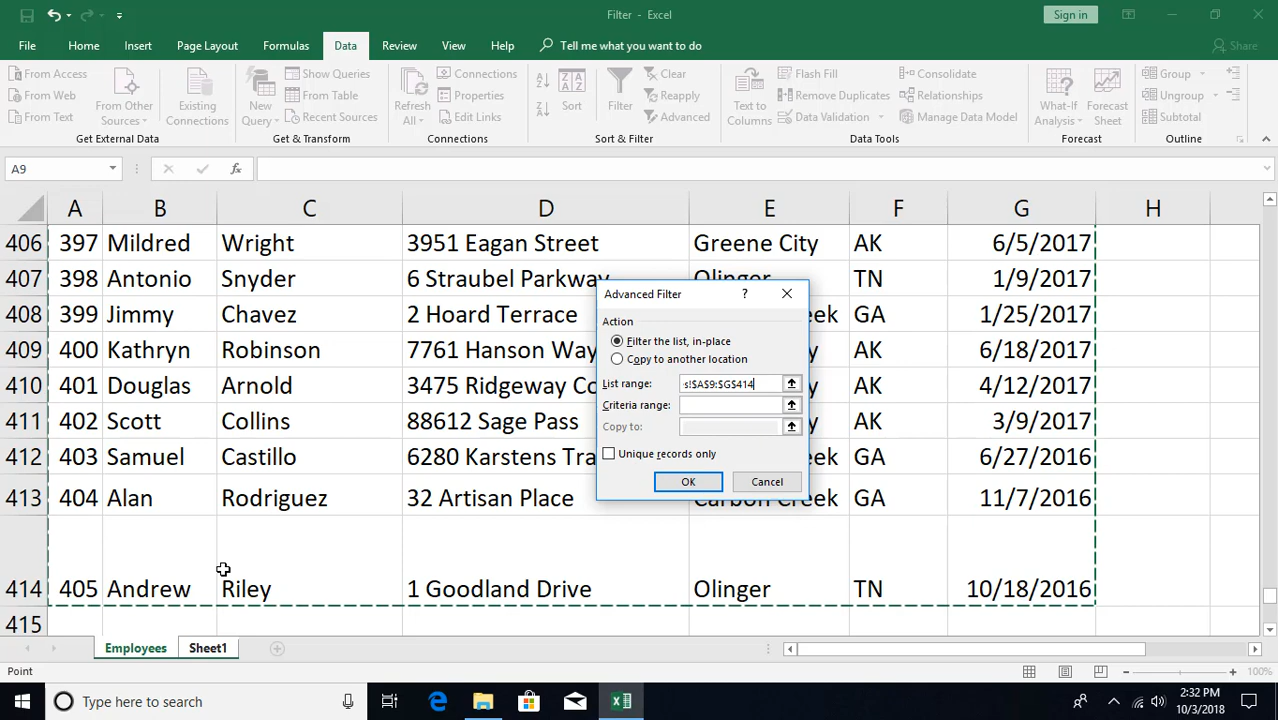 Filter - Excel
Sign in
File Home Insert Page Layout Formulas Data Review View Help Tell me what you want to do Share
From Access
From Web
From Text
From Other Sources
Existing Connections
Get External Data
New Query
Show Queries
From Table
Recent Sources
Get & Transform
Refresh All
Connections
Properties
Edit Links
Connections
Sort
Filter
Clear
Reapply
Advanced
Sort & Filter
Text to Columns
Flash Fill
Remove Duplicates
Data Validation
Consolidate
Relationships
Manage Data Model
Data Tools
What-If Analysis
Forecast Sheet
Forecast
Group
Ungroup
Subtotal
Outline
A9 fx
A B C D E F G H
406 397 Mildred Wright 3951 Eagan Street Greene City AK 6/5/2017
407 398 Antonio Snyder 6 Straubel Parkway Olinger TN 1/9/2017
408 399 Jimmy Chavez 2 Hoard Terrace eek GA 1/25/2017
409 400 Kathryn Robinson 7761 Hanson Way y AK 6/18/2017
410 401 Douglas Arnold 3475 Ridgeway Co y AK 4/12/2017
411 402 Scott Collins 88612 Sage Pass y AK 3/9/2017
412 403 Samuel Castillo 6280 Karstens Tra eek GA 6/27/2016
413 404 Alan Rodriguez 32 Artisan Place Carbon Creek GA 11/7/2016
414 405 Andrew Riley 1 Goodland Drive Olinger TN 10/18/2016
415
Advanced Filter ?
Action
Filter the list, in-place
Copy to another location
List range: s!$A$9:$G$414
Criteria range:
Copy to:
Unique records only
OK Cancel
Employees Sheet1
Point 100%
Type here to search
2:32 PM
10/3/2018